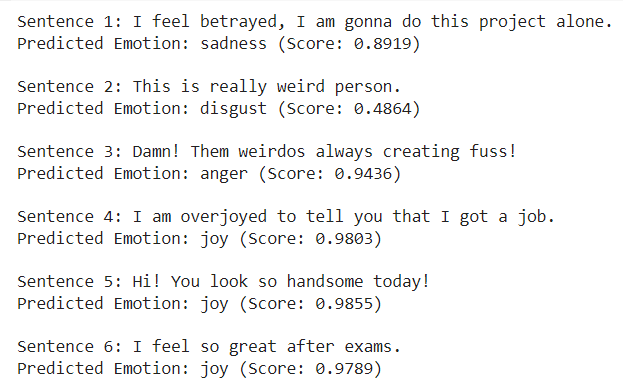 Sentence 1: I feel betrayed, I am gonna do this project alone.
Predicted Emotion: sadness (Score: 0.8919)
Sentence 2: This is really weird person.
Predicted Emotion: disgust (Score: 0.4864)
Sentence 3: Damn! Them weirdos always creating fuss!
Predicted Emotion: anger (Score: 0.9436)
Sentence 4: I am overjoyed to tell you that I got a job.
Predicted Emotion: joy (Score: 0.9803)
Sentence 5: Hi! You look so handsome today!
Predicted Emotion: joy (Score: 0.9855)
Sentence 6: I feel so great after exams.
Predicted Emotion: joy (Score: 0.9789)